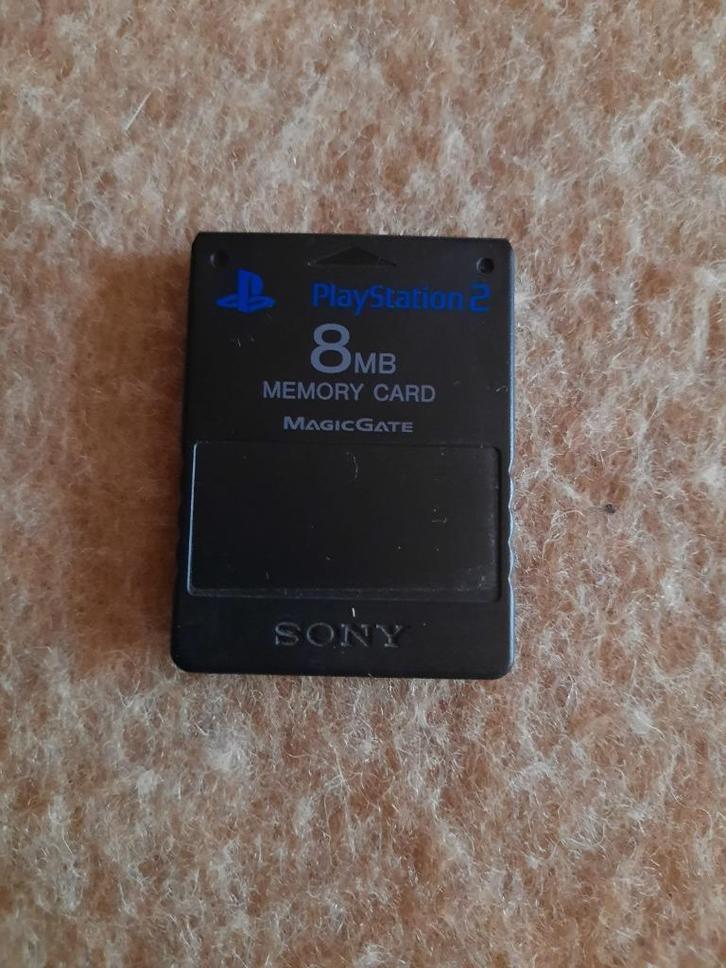 PlayStation 2
8MB
MEMORY CARD
MAGICGATE
SONY